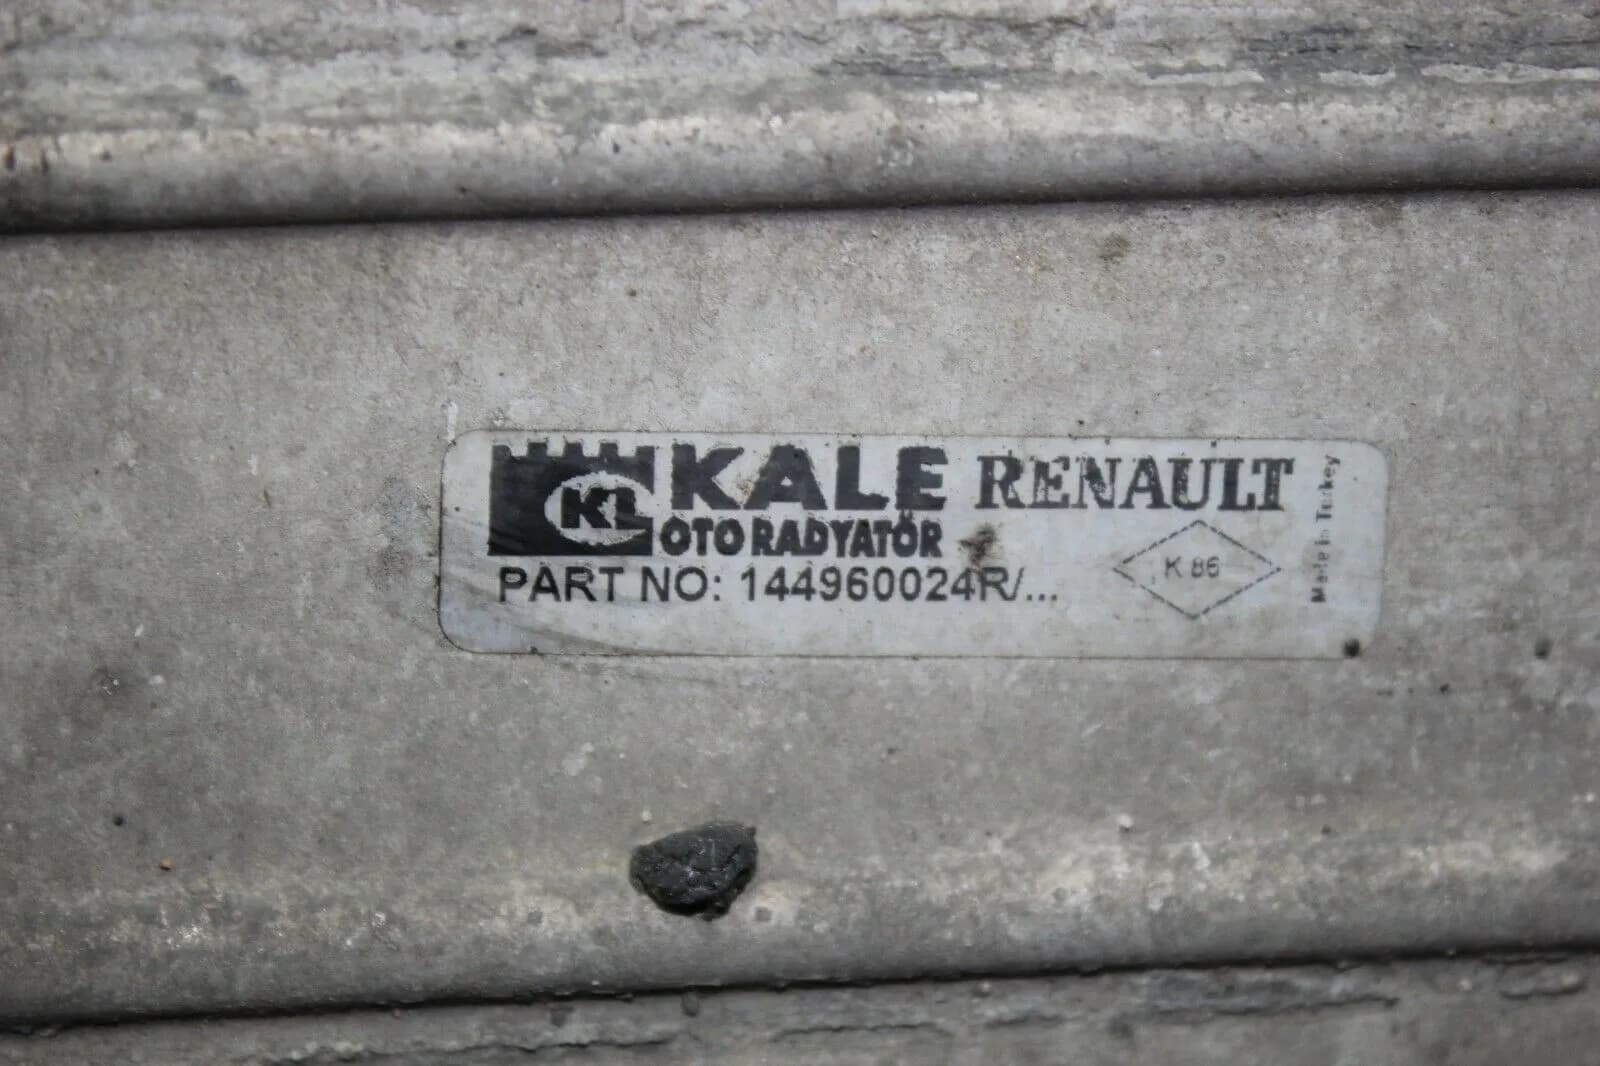 KL KALE RENAULT
OTO RADYATÖR
PART NO: 144960024R/...
K 86
Made in Turkey